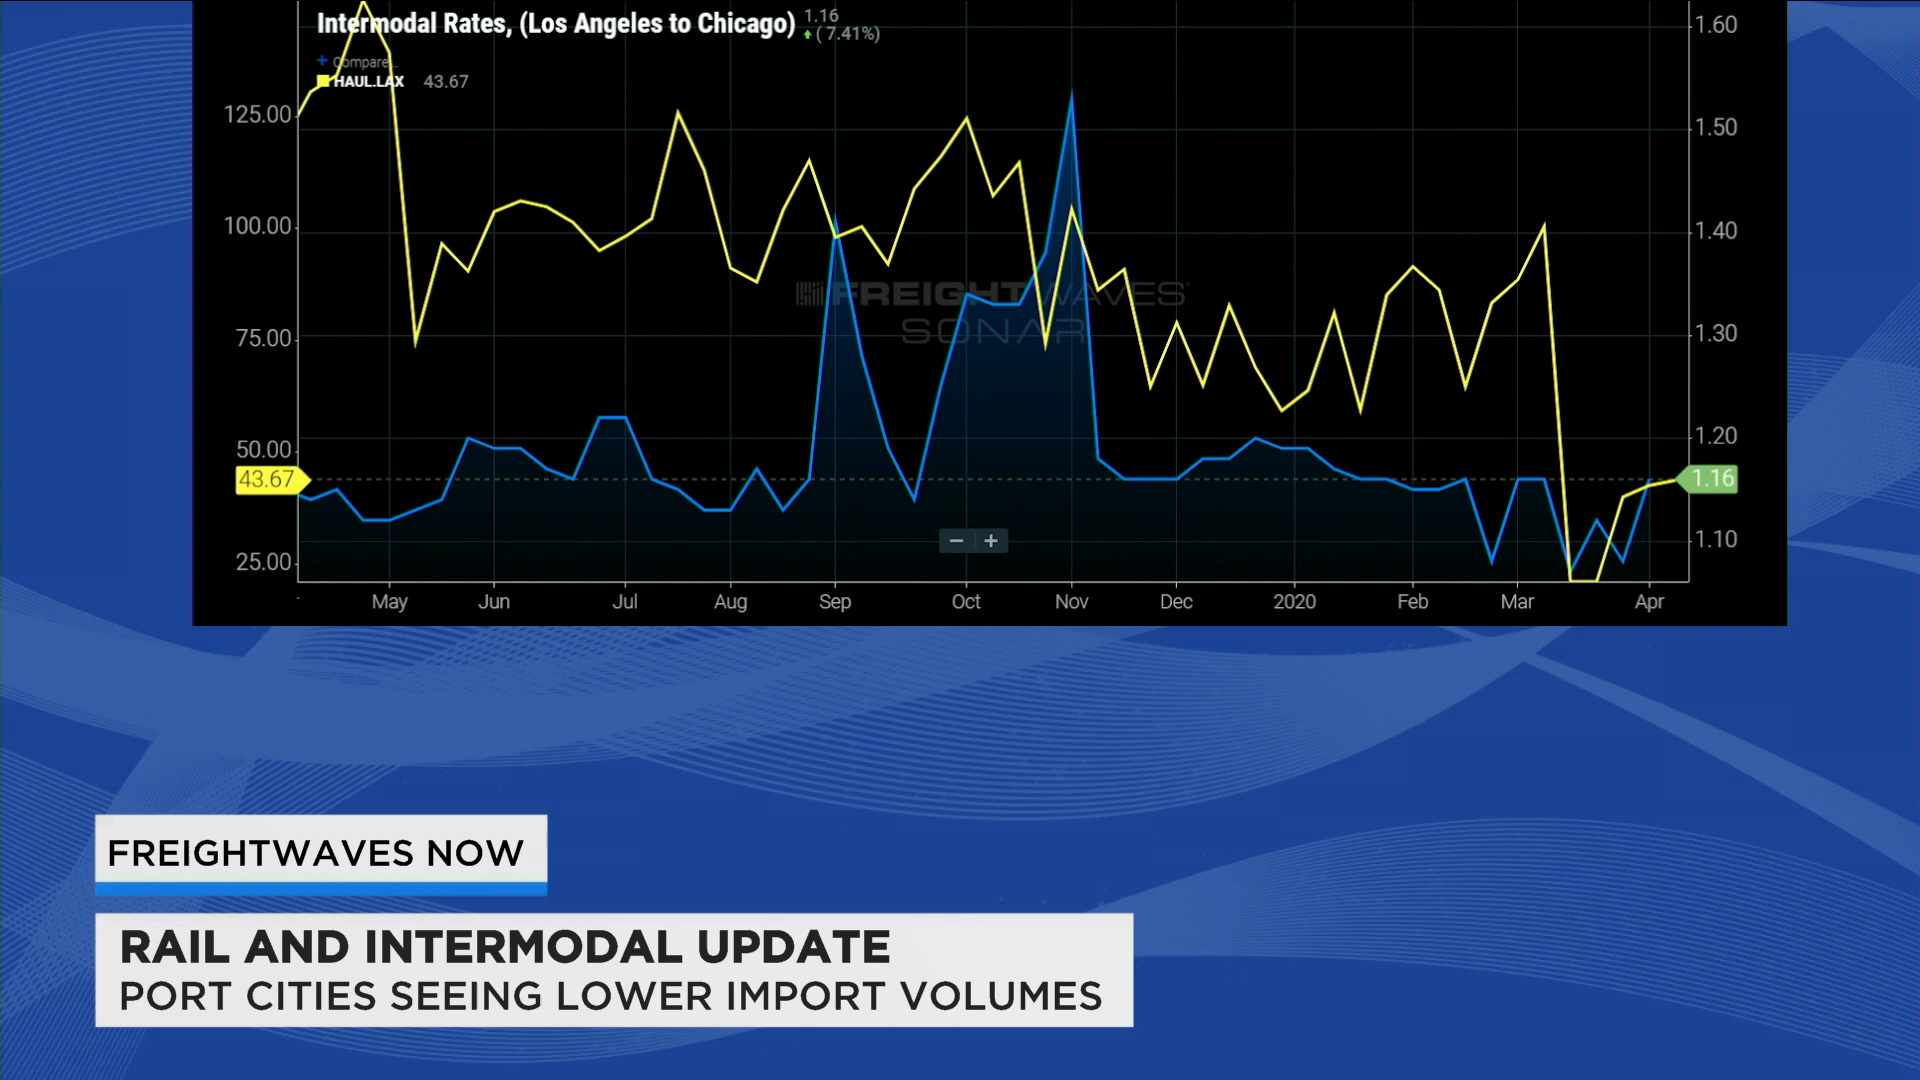 Intermodal Rates, (Los Angeles to Chicago) 1.16
(7.41%)
+ Compare..
HAUL.LAX 43.67
125.00
100.00
75.00
50.00
43.67
25.00
1.60
1.50
1.40
1.30
1.20
1.16
1.10
FREIGHTWAVES
SONAR
− +
May Jun Jul Aug Sep Oct Nov Dec 2020 Feb Mar Apr
FREIGHTWAVES NOW
RAIL AND INTERMODAL UPDATE
PORT CITIES SEEING LOWER IMPORT VOLUMES